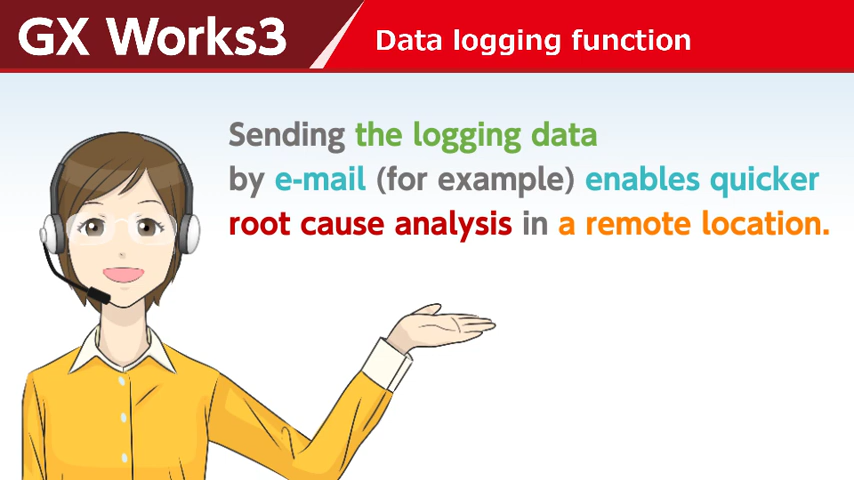 GX Works3
Data logging function
Sending the logging data
by e-mail (for example) enables quicker
root cause analysis in a remote location.